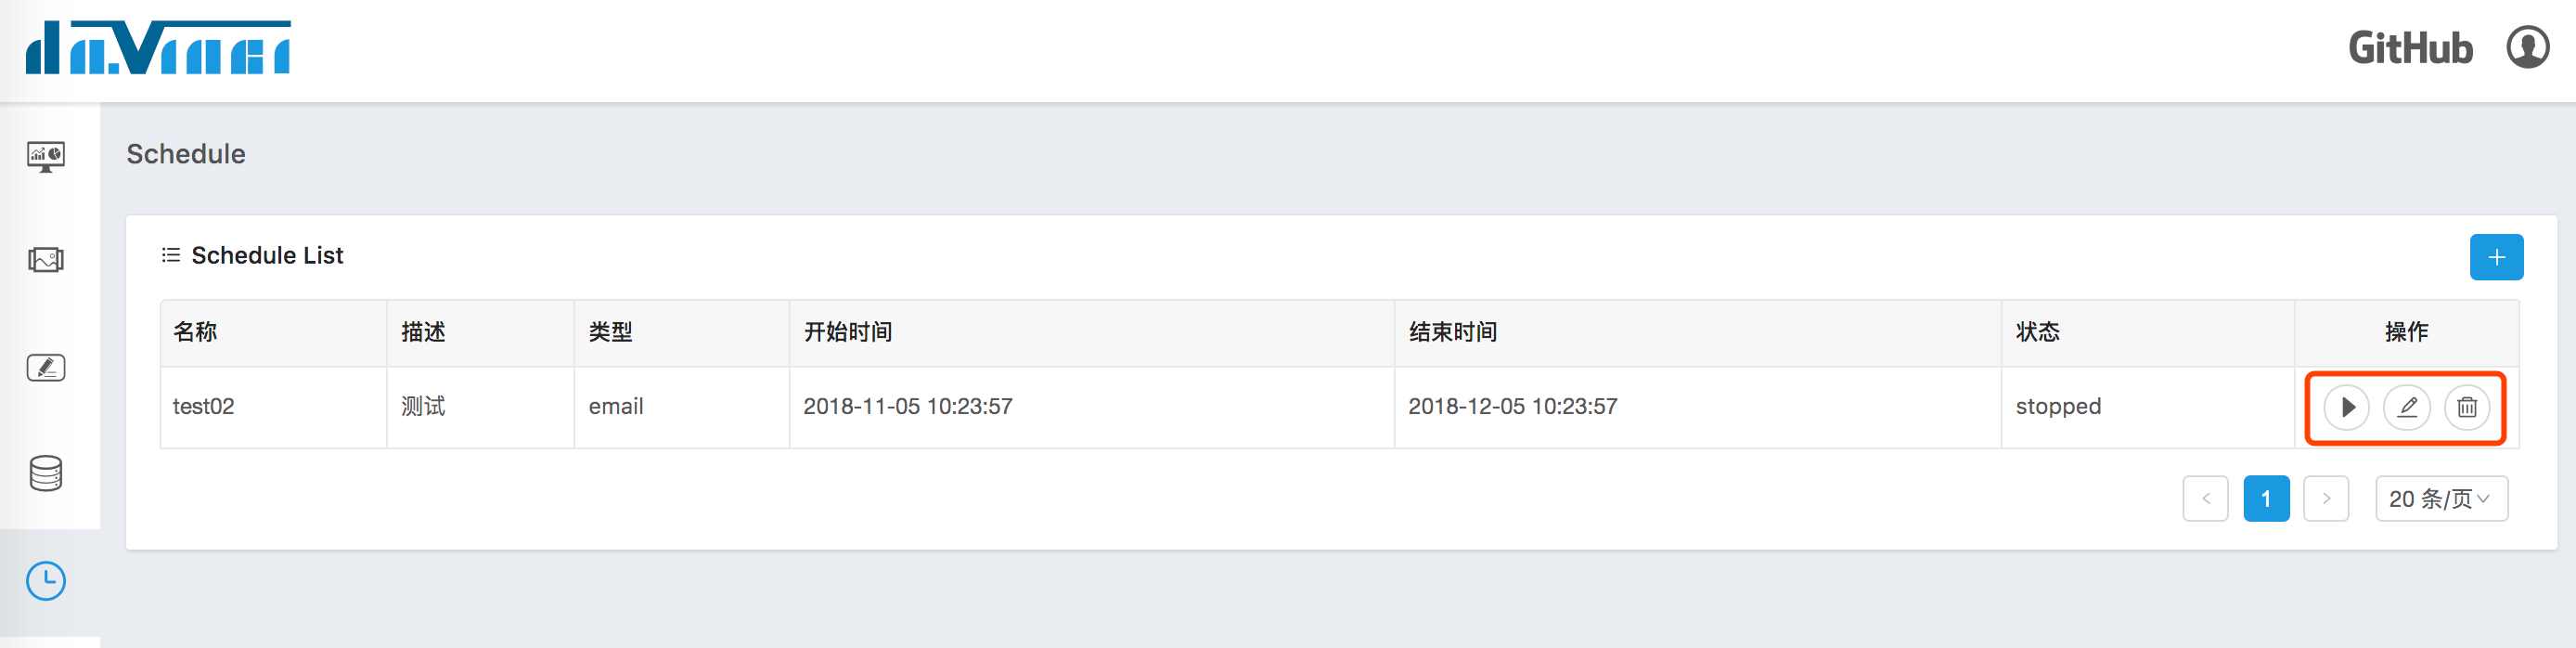 da.Vinci
GitHub
Schedule
Schedule List
名称 描述 类型 开始时间 结束时间 状态 操作
test02 测试 email 2018-11-05 10:23:57 2018-12-05 10:23:57 stopped
< 1 > 20 条/页